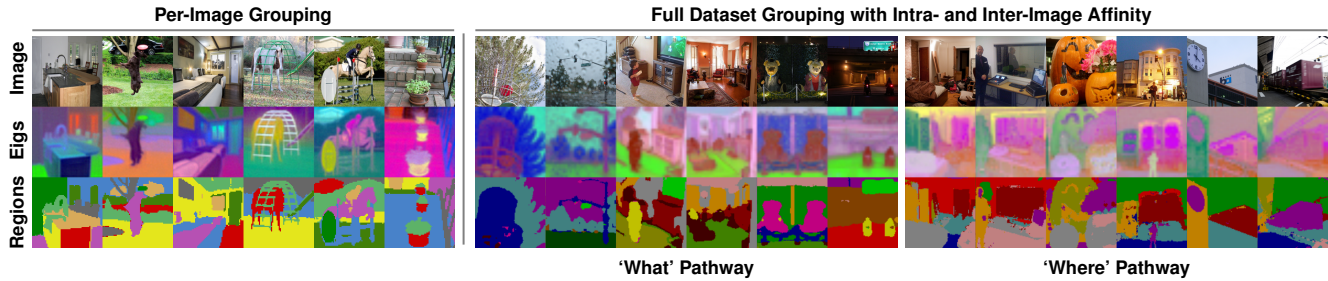 Per-Image Grouping
Full Dataset Grouping with Intra- and Inter-Image Affinity
Image
Eigs
Regions
‘What’ Pathway
‘Where’ Pathway